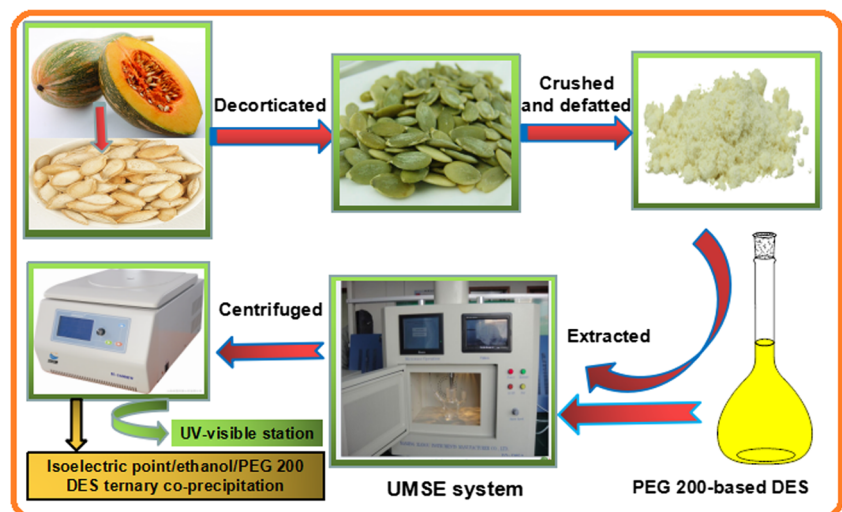 Decorticated
Crushed
and defatted
Centrifuged
Extracted
UV-visible station
Isoelectric point/ethanol/PEG 200
DES ternary co-precipitation
UMSE system
PEG 200-based DES